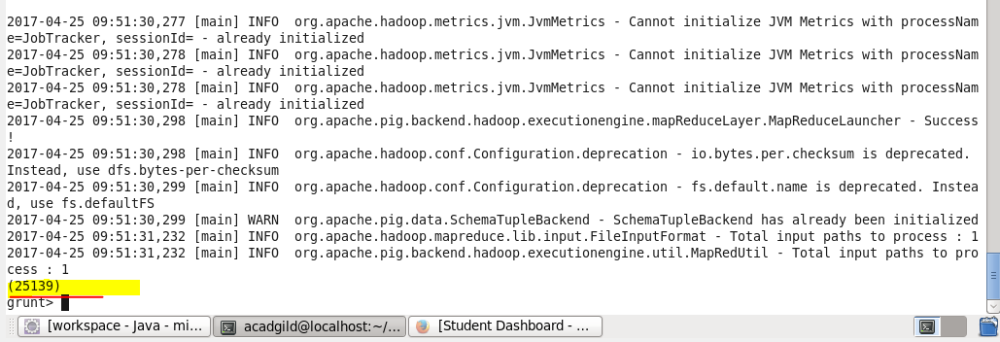 2017-04-25 09:51:30,277 [main] INFO  org.apache.hadoop.metrics.jvm.JvmMetrics - Cannot initialize JVM Metrics with processNam
e=JobTracker, sessionId= - already initialized
2017-04-25 09:51:30,278 [main] INFO  org.apache.hadoop.metrics.jvm.JvmMetrics - Cannot initialize JVM Metrics with processNam
e=JobTracker, sessionId= - already initialized
2017-04-25 09:51:30,278 [main] INFO  org.apache.hadoop.metrics.jvm.JvmMetrics - Cannot initialize JVM Metrics with processNam
e=JobTracker, sessionId= - already initialized
2017-04-25 09:51:30,298 [main] INFO  org.apache.pig.backend.hadoop.executionengine.mapReduceLayer.MapReduceLauncher - Success
!
2017-04-25 09:51:30,298 [main] INFO  org.apache.hadoop.conf.Configuration.deprecation - io.bytes.per.checksum is deprecated.
Instead, use dfs.bytes-per-checksum
2017-04-25 09:51:30,299 [main] INFO  org.apache.hadoop.conf.Configuration.deprecation - fs.default.name is deprecated. Instea
d, use fs.defaultFS
2017-04-25 09:51:30,299 [main] WARN  org.apache.pig.data.SchemaTupleBackend - SchemaTupleBackend has already been initialized
2017-04-25 09:51:31,232 [main] INFO  org.apache.hadoop.mapreduce.lib.input.FileInputFormat - Total input paths to process : 1
2017-04-25 09:51:31,232 [main] INFO  org.apache.pig.backend.hadoop.executionengine.util.MapRedUtil - Total input paths to pro
cess : 1
(25139)
grunt>
[workspace - Java - mi... acadgild@localhost:~/... [Student Dashboard - ...